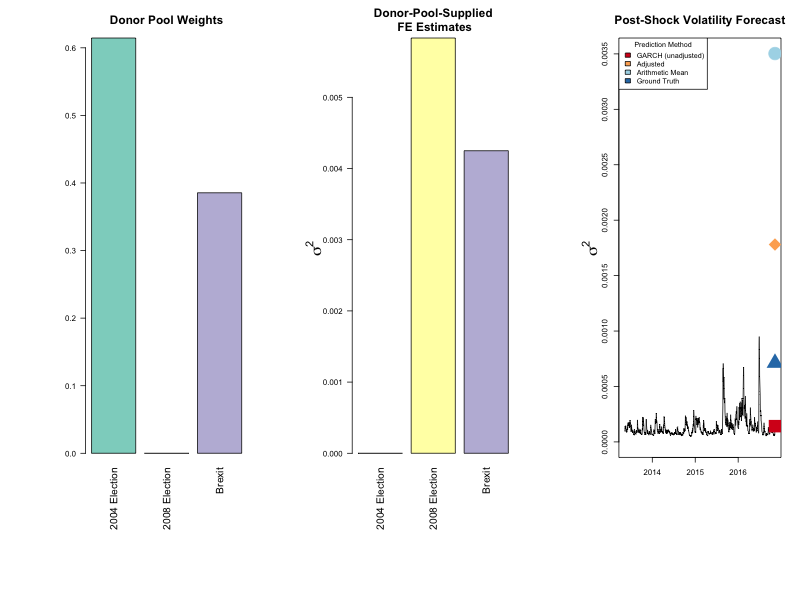 Donor Pool Weights
0.6
0.5
0.4
0.3
0.2
0.1
0.0
2004 Election
2008 Election
Brexit
Donor-Pool-Supplied
FE Estimates
σ²
0.005
0.004
0.003
0.002
0.001
0.000
2004 Election
2008 Election
Brexit
Post-Shock Volatility Forecast
σ²
0.0035
0.0030
0.0025
0.0020
0.0015
0.0010
0.0005
0.0000
Prediction Method
GARCH (unadjusted)
Adjusted
Arithmetic Mean
Ground Truth
2014
2015
2016